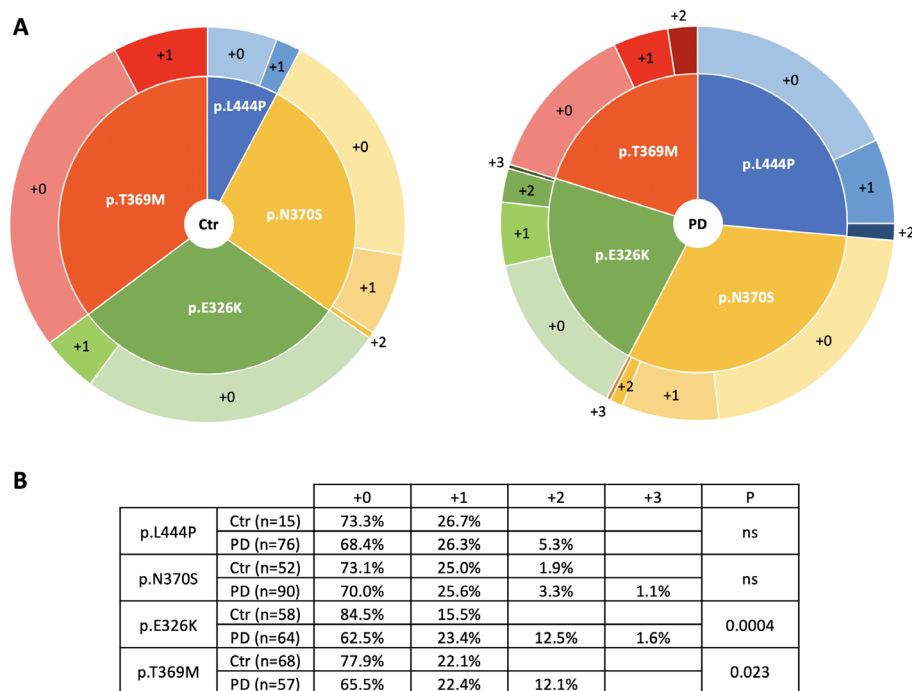 A
+0
+1
p.L444P
+0
p.N370S
+1
+2
p.E326K
+0
+1
p.T369M
+0
+1
Ctr
+0
p.L444P
+1
+2
p.N370S
+0
+1
+2
+3
p.E326K
+0
+1
+2
+3
p.T369M
+0
+1
+2
PD
B
+0 +1 +2 +3 P
p.L444P Ctr (n=15) 73.3% 26.7% ns
PD (n=76) 68.4% 26.3% 5.3%
p.N370S Ctr (n=52) 73.1% 25.0% 1.9% ns
PD (n=90) 70.0% 25.6% 3.3% 1.1%
p.E326K Ctr (n=58) 84.5% 15.5% 0.0004
PD (n=64) 62.5% 23.4% 12.5% 1.6%
p.T369M Ctr (n=68) 77.9% 22.1% 0.023
PD (n=57) 65.5% 22.4% 12.1%